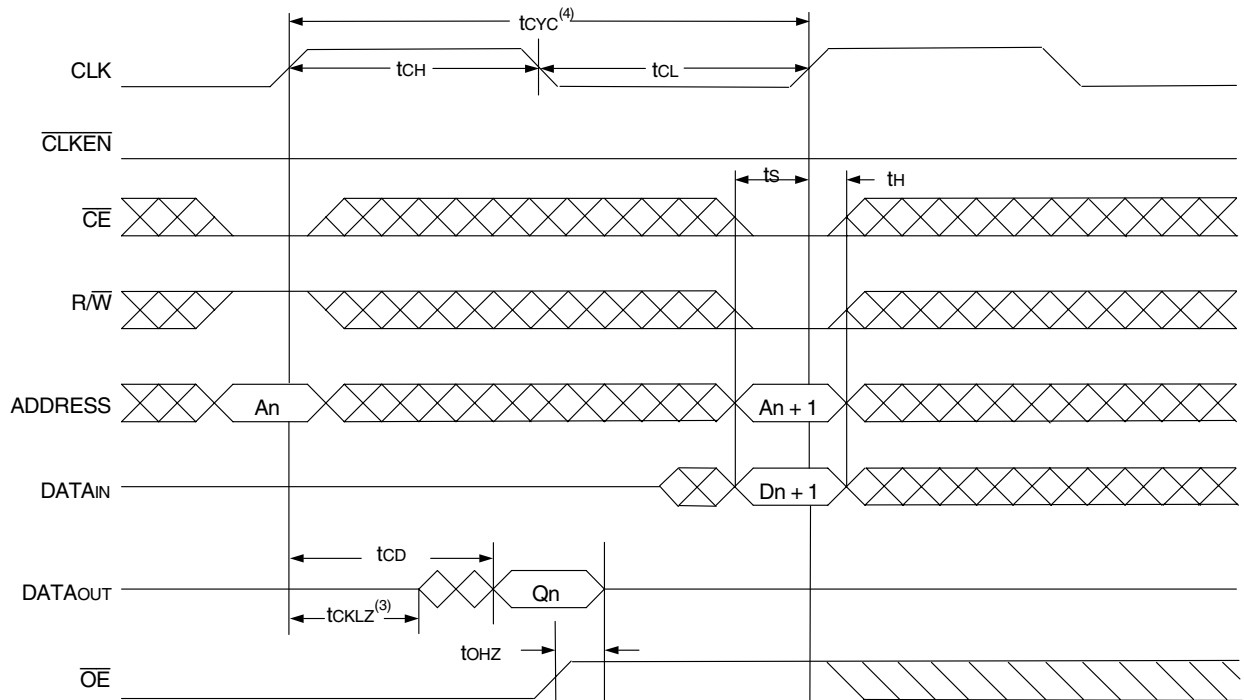 tCYC(4)
CLK
tCH
tCL
CLKEN
tS
tH
CE
R/W
ADDRESS
An
An + 1
DATAIN
Dn + 1
tCD
DATAOUT
Qn
tCKLZ(3)
tOHZ
OE